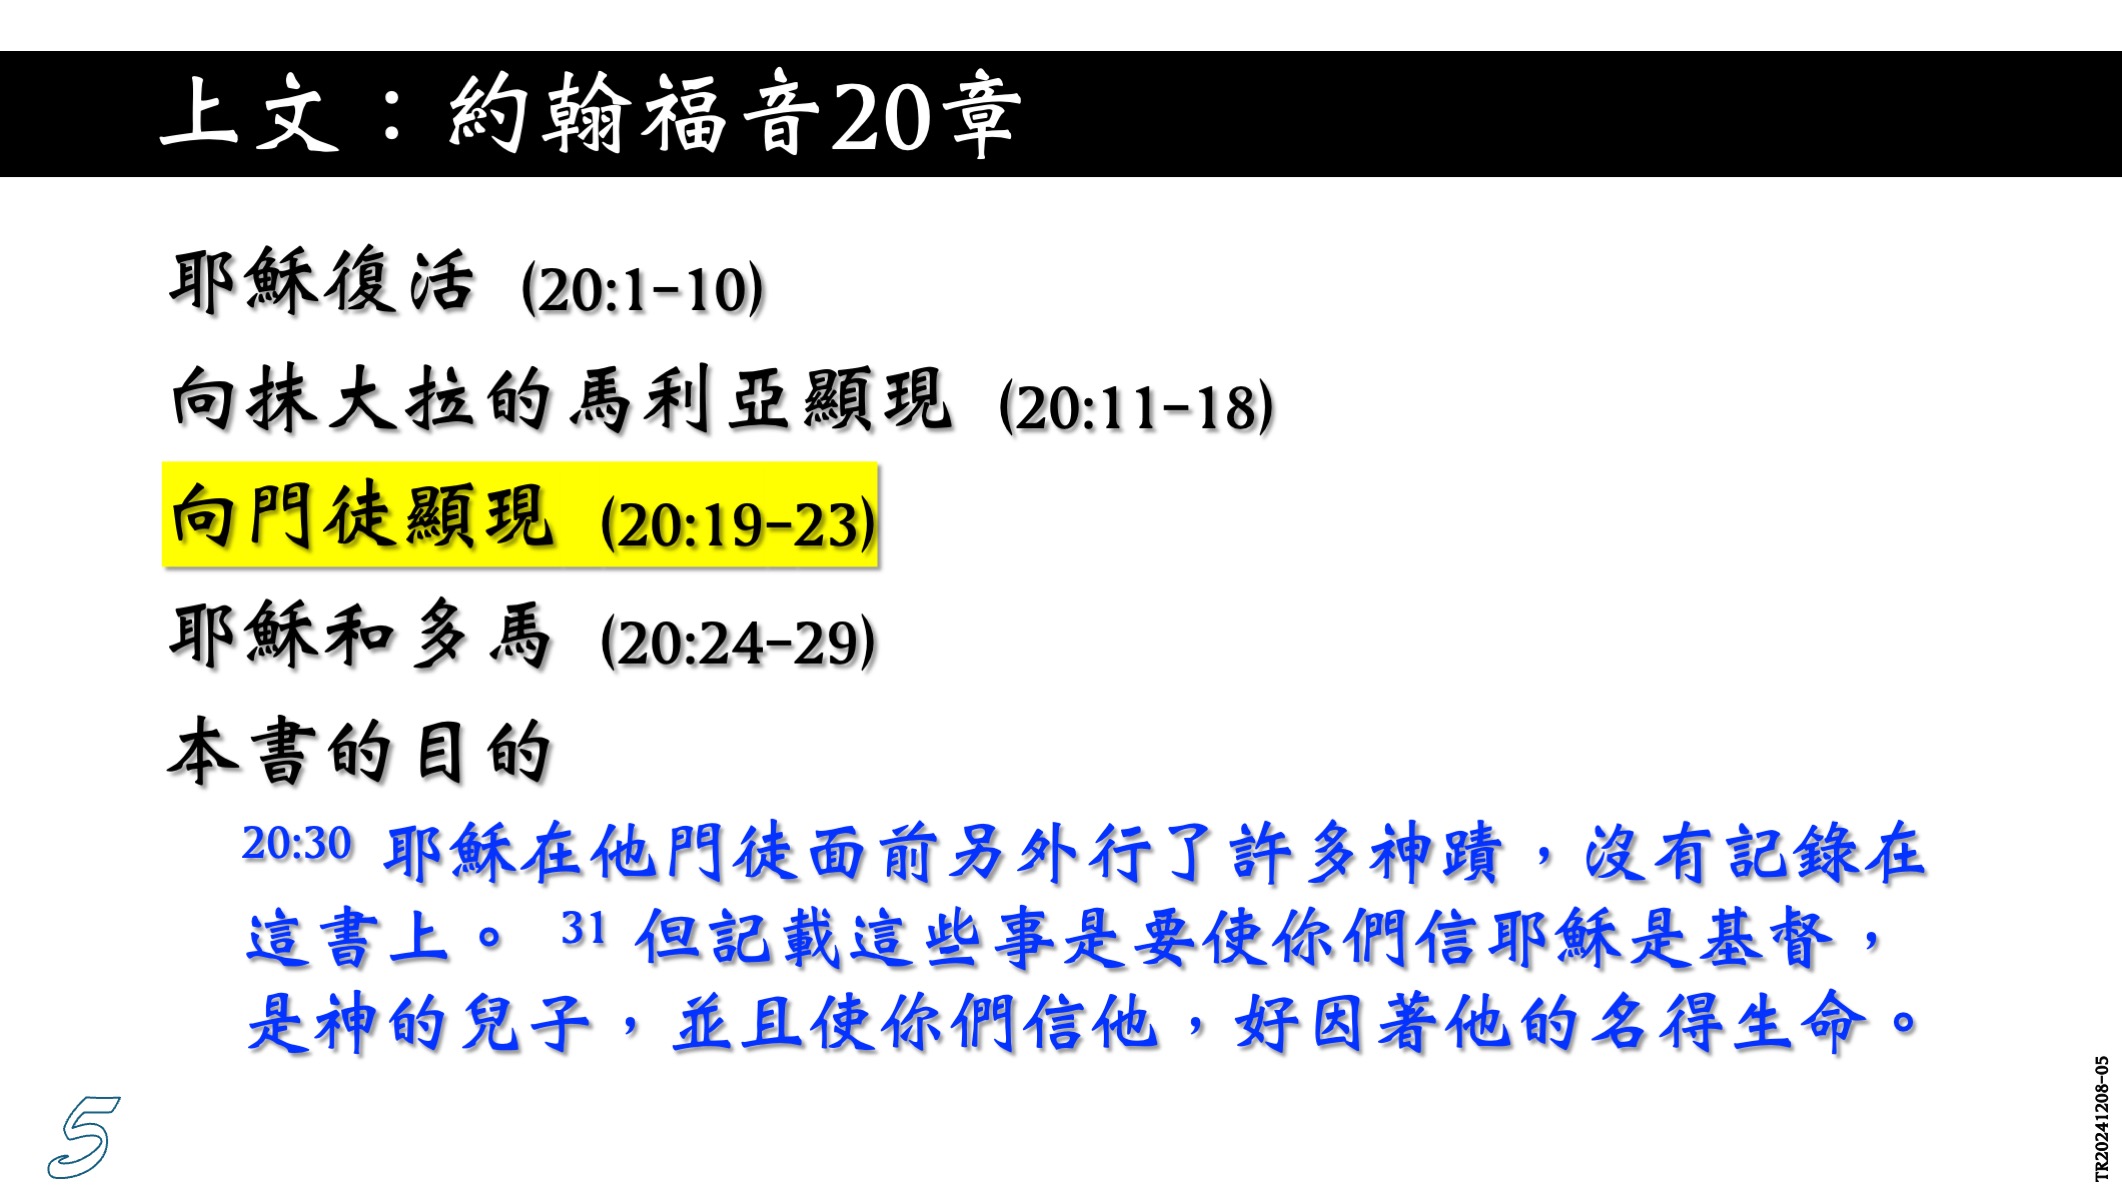 上文：約翰福音20章
耶穌復活 (20:1-10)
向抹大拉的馬利亞顯現 (20:11-18)
向門徒顯現 (20:19-23)
耶穌和多馬 (20:24-29)
本書的目的
20:30 耶穌在他門徒面前另外行了許多神蹟，沒有記錄在
這書上。 31 但記載這些事是要使你們信耶穌是基督，
是神的兒子，並且使你們信他，好因著他的名得生命。
5
TR20241208-05